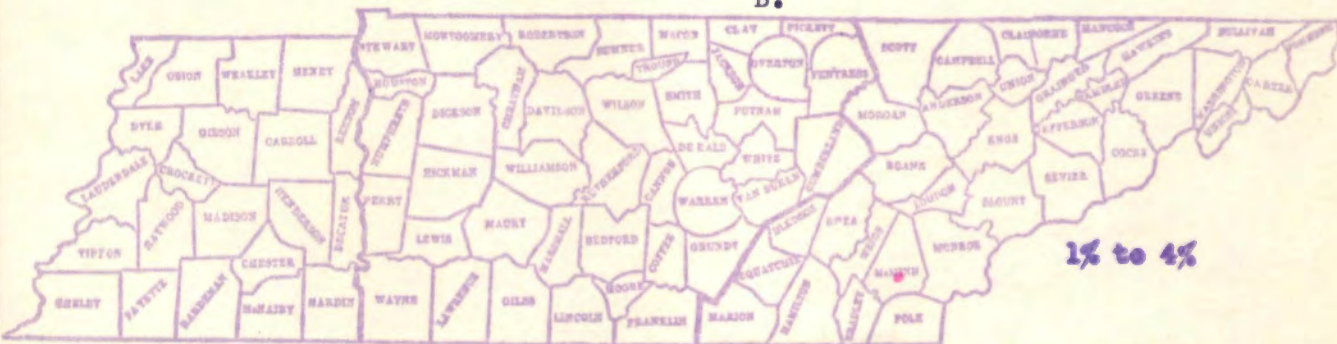 B.
STEWART MONTGOMERY ROBERTSON SUMNER MACON CLAY PICKETT SCOTT CAMPBELL CLAIBORNE HANCOCK HAWKINS SULLIVAN JOHNSON
LAKE OBION WEAKLEY HENRY HOUSTON TROUSDALE JACKSON OVERTON FENTRESS UNION GRAINGER HAMBLEN GREENE WASHINGTON CARTER UNICOI
DYER GIBSON CARROLL BENTON HUMPHREYS DICKSON CHEATHAM DAVIDSON WILSON SMITH PUTNAM MORGAN ANDERSON KNOX JEFFERSON COCKE
LAUDERDALE CROCKETT HICKMAN WILLIAMSON RUTHERFORD CANNON DE KALB WHITE CUMBERLAND ROANE LOUDON BLOUNT SEVIER
TIPTON HAYWOOD MADISON HENDERSON DECATUR PERRY LEWIS MAURY MARSHALL BEDFORD COFFEE WARREN VAN BUREN GRUNDY BLEDSOE RHEA MEIGS McMINN MONROE
CHESTER MOORE SEQUATCHIE
1% to 4%
SHELBY FAYETTE HARDEMAN McNAIRY HARDIN WAYNE LAWRENCE GILES LINCOLN FRANKLIN MARION HAMILTON BRADLEY POLK